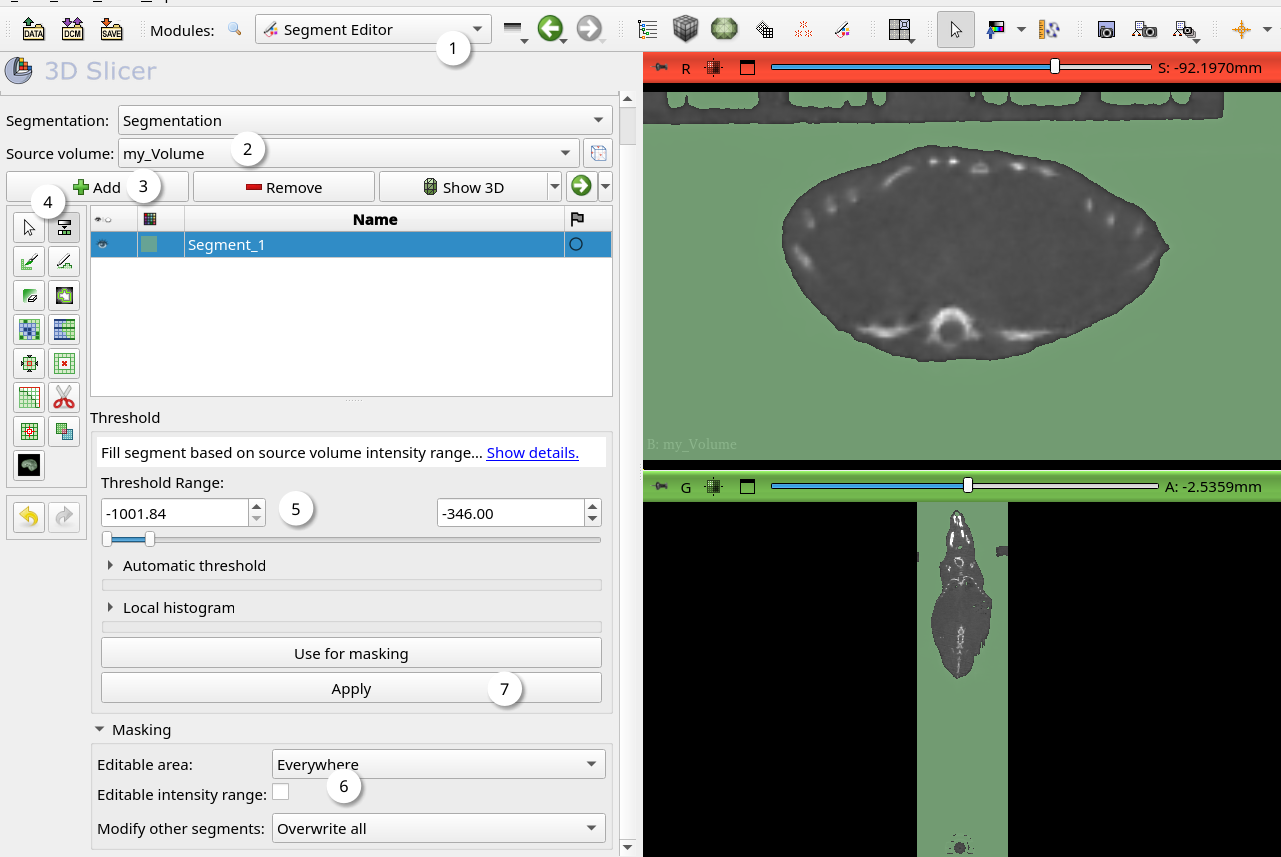 DATA DCM SAVE Modules: Segment Editor
1
3D Slicer
R S: -92.1970mm
Segmentation: Segmentation
Source volume: my_Volume 2
Add 3 Remove Show 3D
4
Name
Segment_1
B: my_Volume
Threshold
Fill segment based on source volume intensity range... Show details.
Threshold Range:
G A: -2.5359mm
-1001.84 5 -346.00
Automatic threshold
Local histogram
Use for masking
Apply 7
Masking
Editable area: Everywhere
Editable intensity range: 6
Modify other segments: Overwrite all